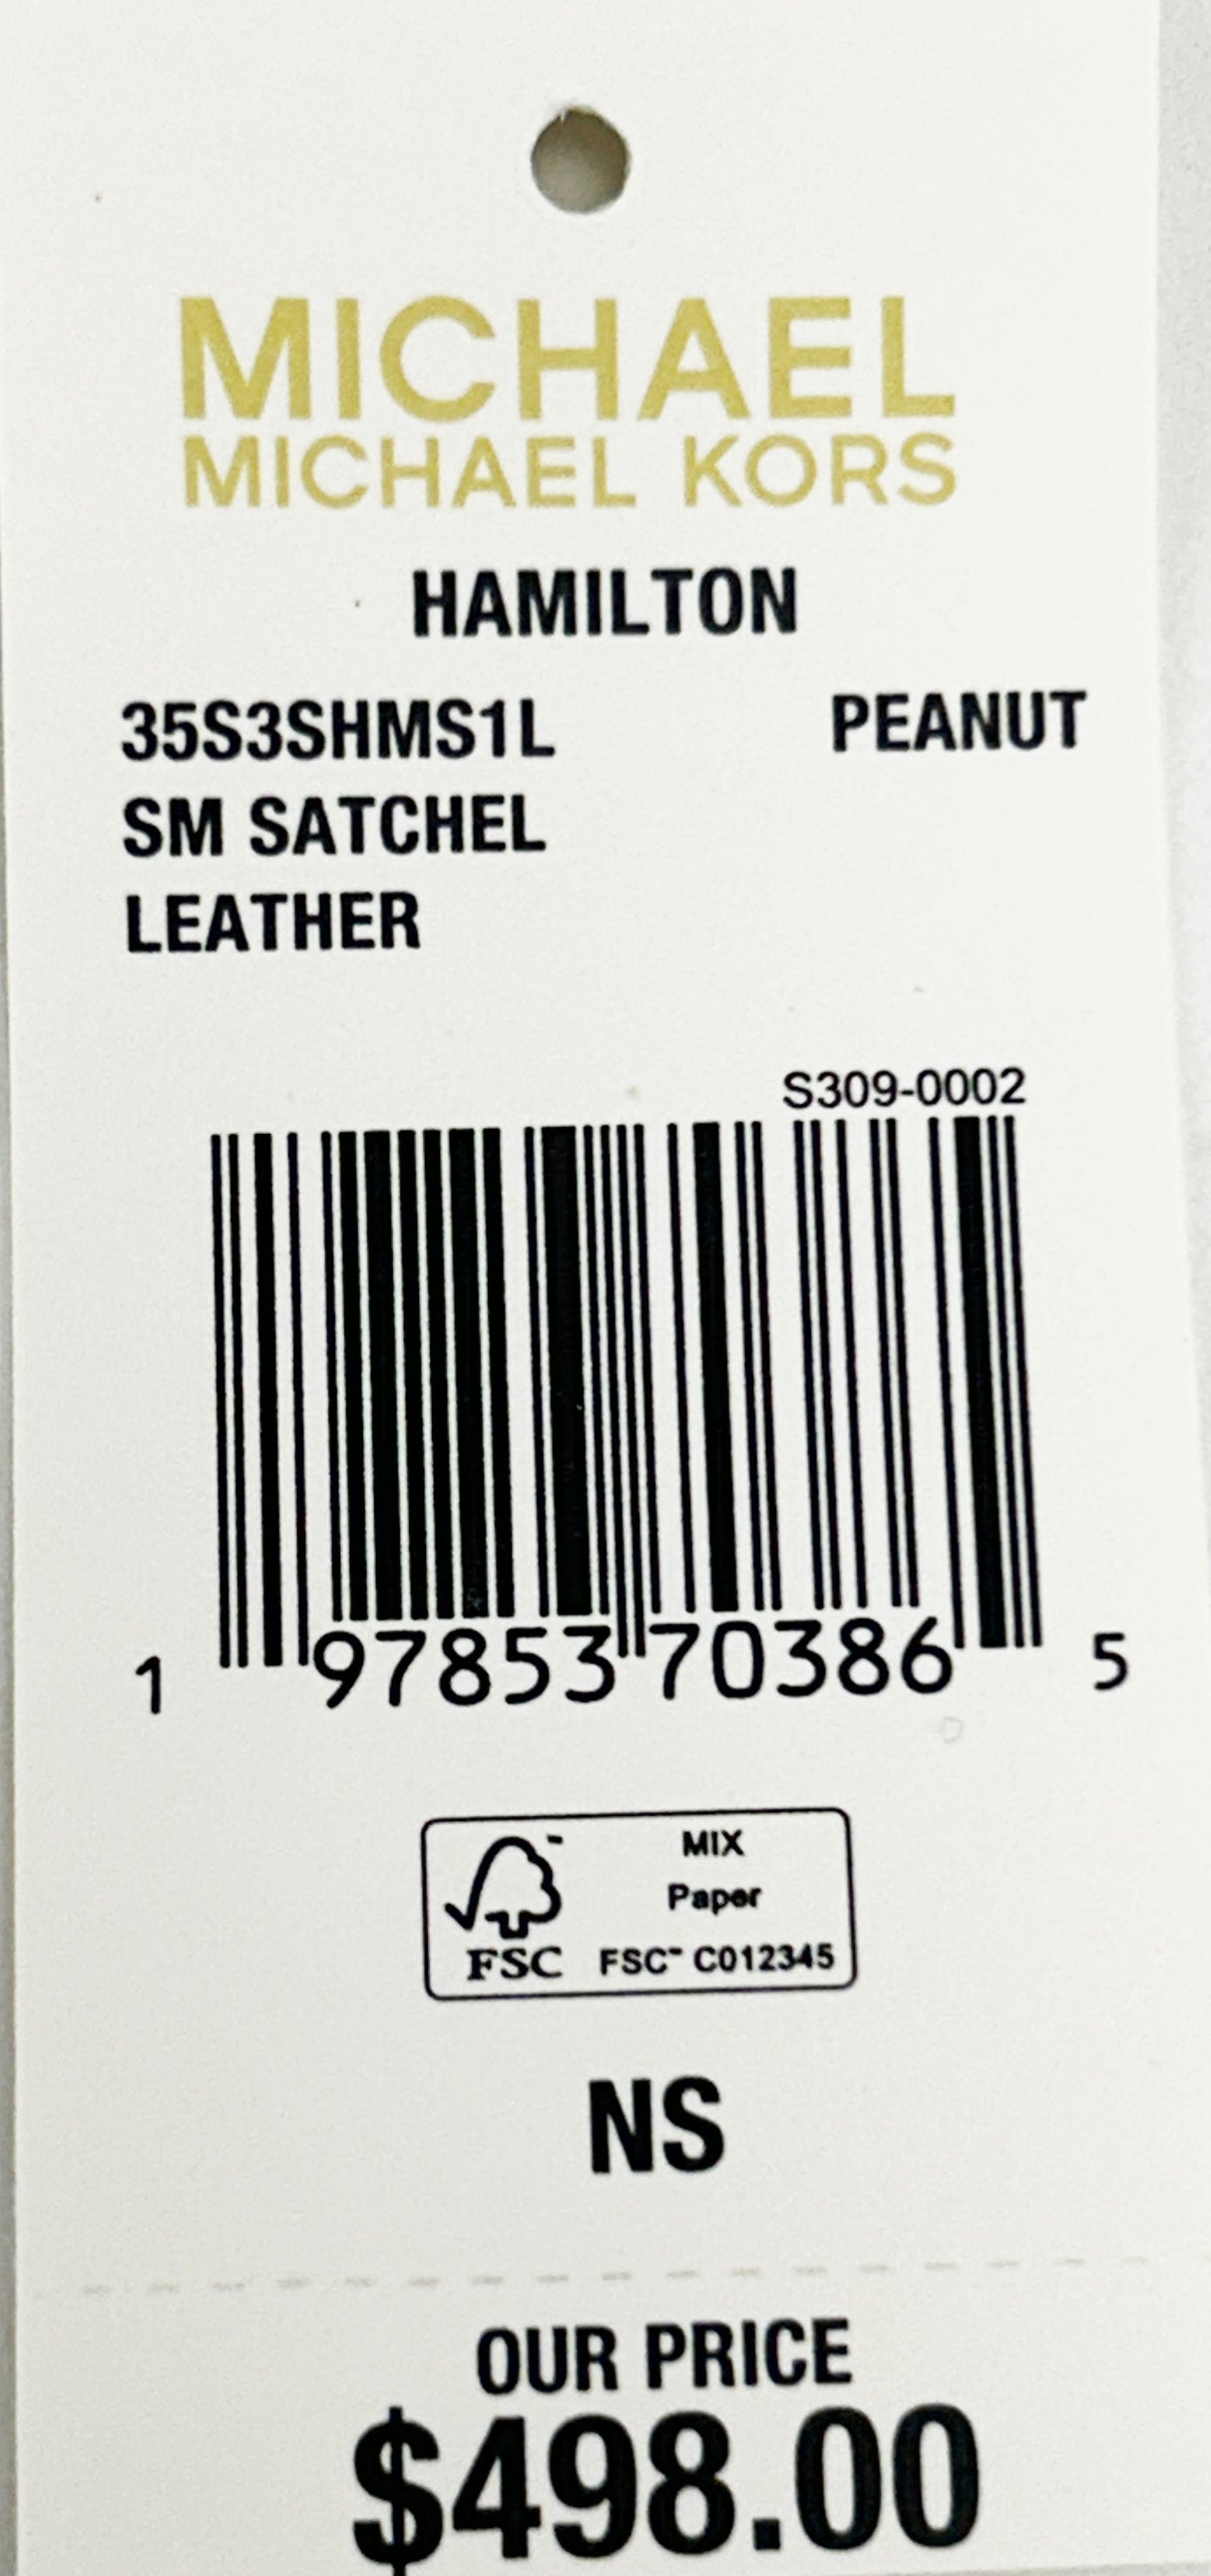 MICHAEL
MICHAEL KORS
HAMILTON
35S3SHMS1L PEANUT
SM SATCHEL
LEATHER
S309-0002
1 97853 70386 5
MIX
Paper
FSC FSC™ C012345
NS
OUR PRICE
$498.00